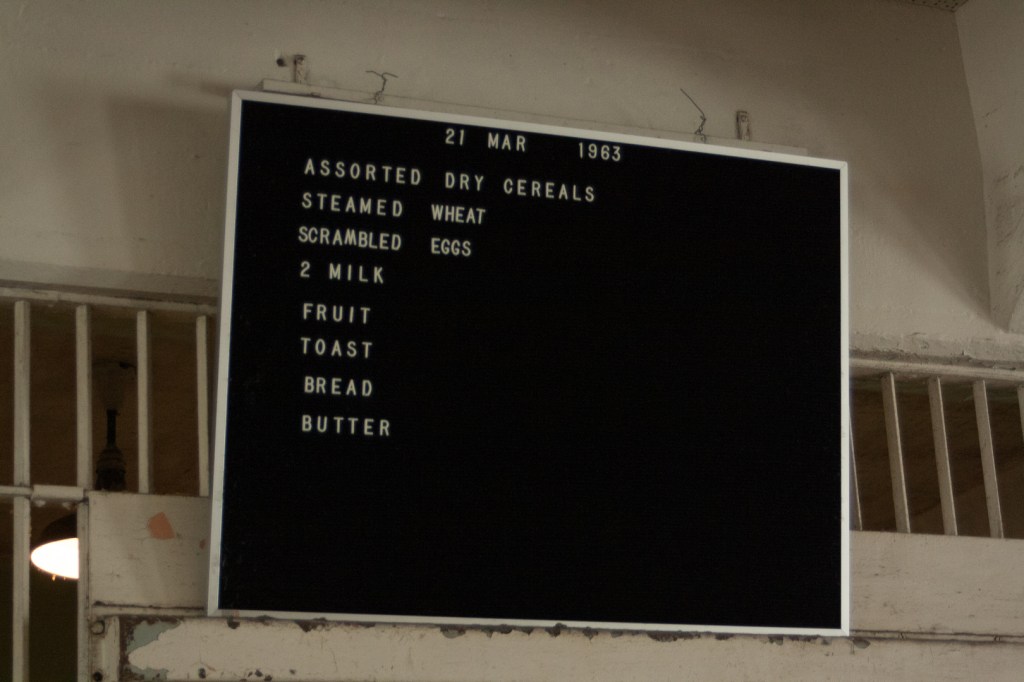 21 MAR 1963
ASSORTED DRY CEREALS
STEAMED WHEAT
SCRAMBLED EGGS
2 MILK
FRUIT
TOAST
BREAD
BUTTER